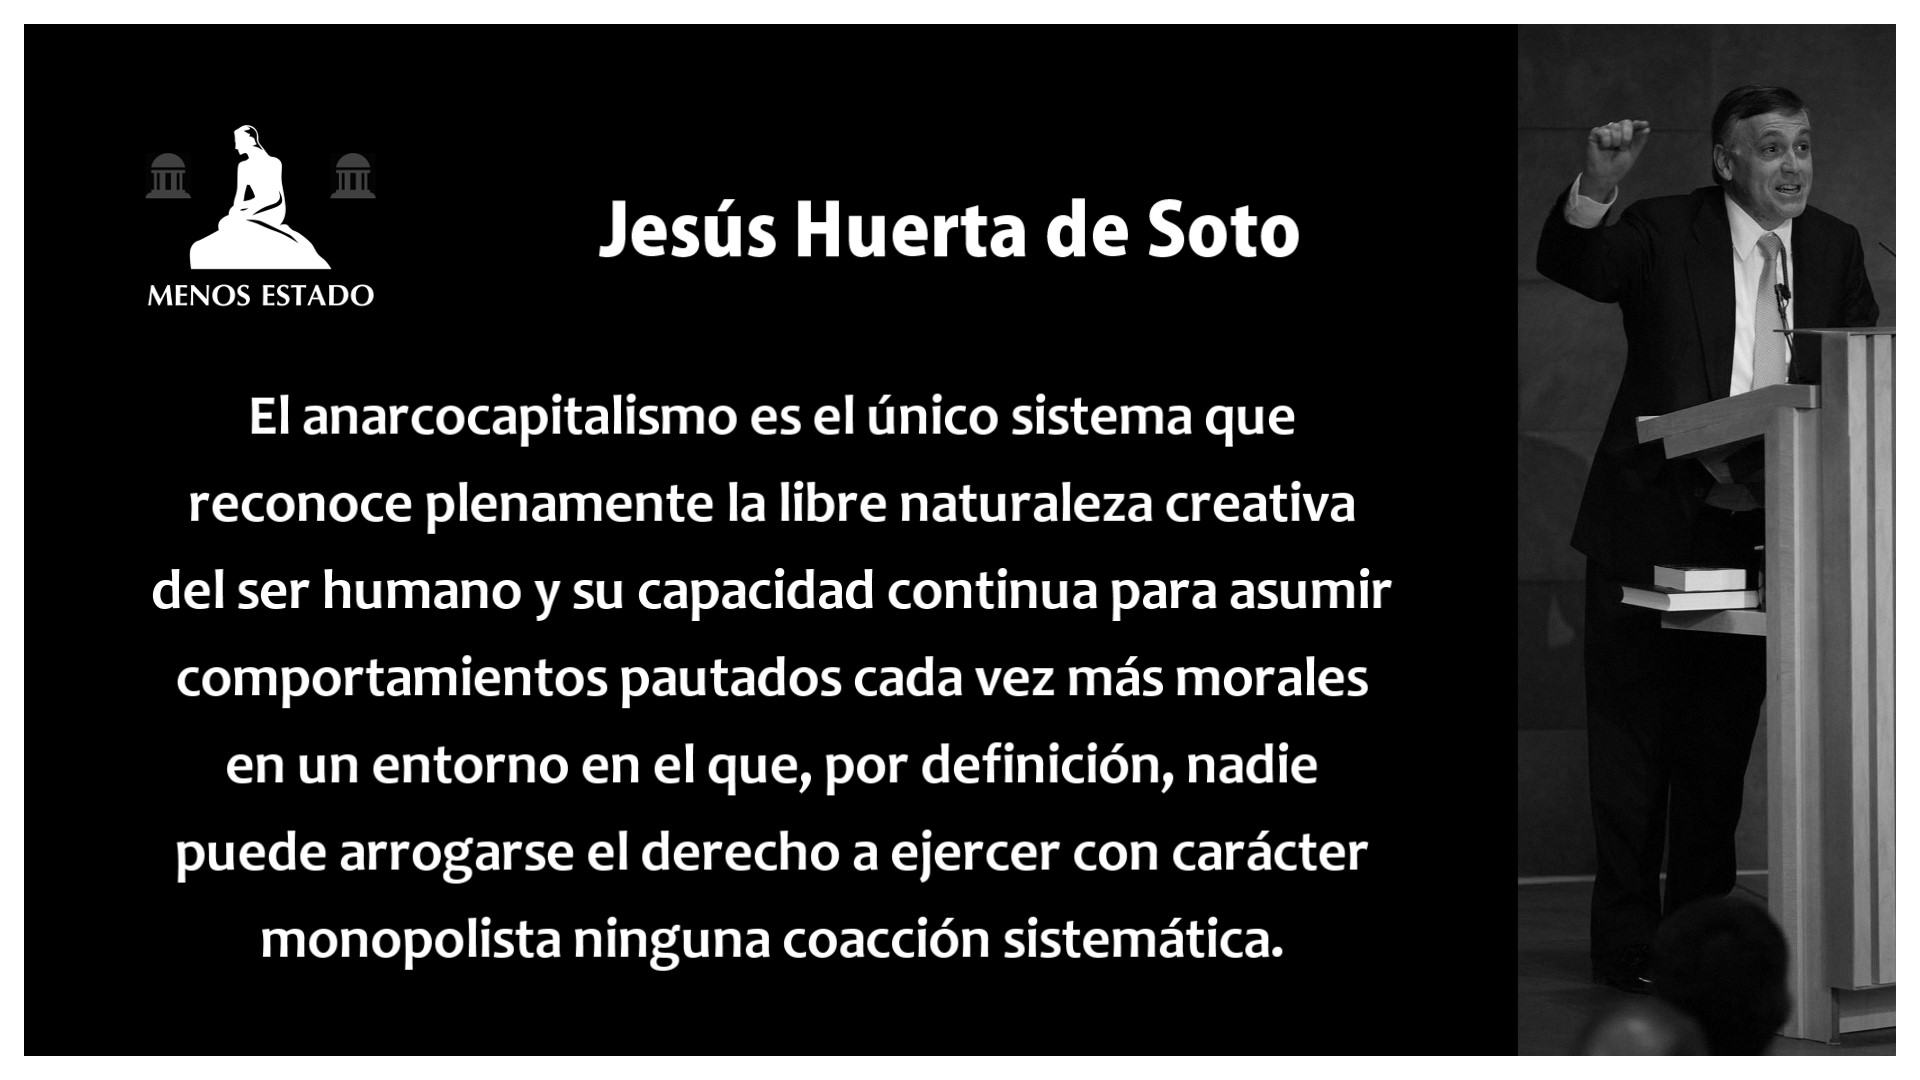 MENOS ESTADO
Jesús Huerta de Soto
El anarcocapitalismo es el único sistema que
reconoce plenamente la libre naturaleza creativa
del ser humano y su capacidad continua para asumir
comportamientos pautados cada vez más morales
en un entorno en el que, por definición, nadie
puede arrogarse el derecho a ejercer con carácter
monopolista ninguna coacción sistemática.